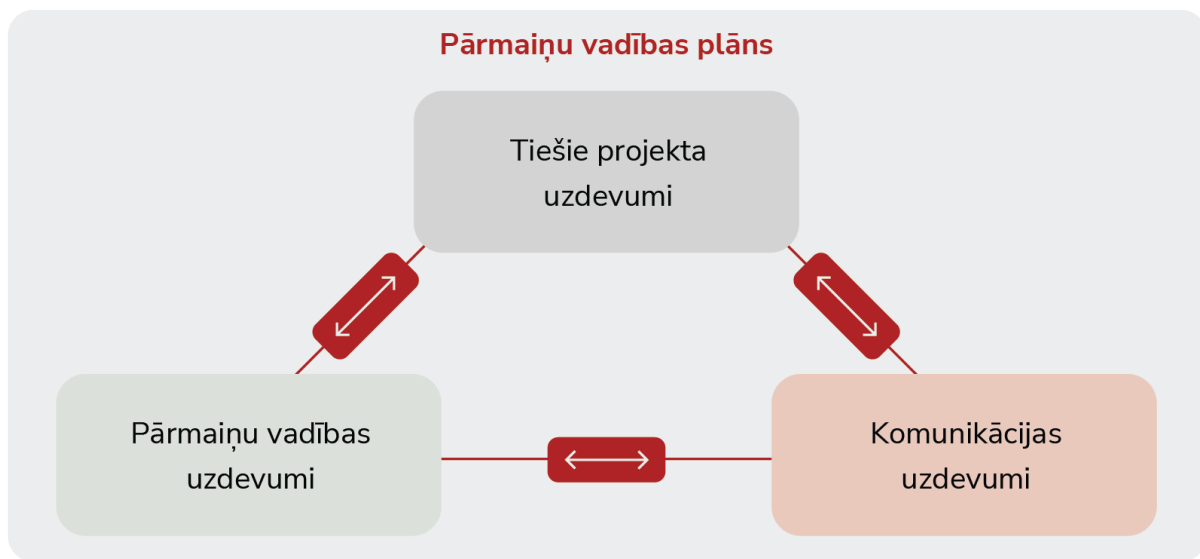 Pārmaiņu vadības plāns
Tiešie projekta
uzdevumi
Pārmaiņu vadības
uzdevumi
Komunikācijas
uzdevumi